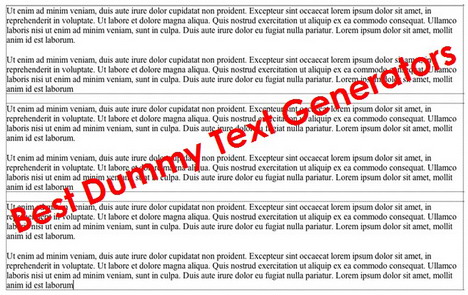 Ut enim ad minim veniam, duis aute irure dolor cupidatat non proident. Excepteur sint occaecat lorem ipsum dolor sit amet, in
reprehenderit in voluptate. Ut labore et dolore magna aliqua. Quis nostrud exercitation ut aliquip ex ea commodo consequat. Ullamco
laboris nisi ut enim ad minim veniam, sunt in culpa. Duis aute irure dolor eu fugiat nulla pariatur. Lorem ipsum dolor sit amet, mollit
anim id est laborum.
Ut enim ad minim veniam, duis aute irure dolor cupidatat non proident. Excepteur sint occaecat lorem ipsum dolor sit amet, in
reprehenderit in voluptate. Ut labore et dolore magna aliqua. Quis nostrud exercitation ut aliquip ex ea commodo consequat. Ullamco
laboris nisi ut enim ad minim veniam, sunt in culpa. Duis aute irure dolor eu fugiat nulla pariatur. Lorem ipsum dolor sit amet, mollit
anim id est laborum
Ut enim ad minim veniam, duis aute irure dolor cupidatat non proident. Excepteur sint occaecat lorem ipsum dolor sit amet, in
reprehenderit in voluptate. Ut labore et dolore magna aliqua. Quis nostrud exercitation ut aliquip ex ea commodo consequat. Ullamco
laboris nisi ut enim ad minim veniam, sunt in culpa. Duis aute irure dolor eu fugiat nulla pariatur. Lorem ipsum dolor sit amet, mollit
anim id est laborum.
Ut enim ad minim veniam, duis aute irure dolor cupidatat non proident. Excepteur sint occaecat lorem ipsum dolor sit amet, in
reprehenderit in voluptate. Ut labore et dolore magna aliqua. Quis nostrud exercitation ut aliquip ex ea commodo consequat. Ullamco
laboris nisi ut enim ad minim veniam, sunt in culpa. Duis aute irure dolor eu fugiat nulla pariatur. Lorem ipsum dolor sit amet, mollit
anim id est laborum
Ut enim ad minim veniam, duis aute irure dolor cupidatat non proident. Excepteur sint occaecat lorem ipsum dolor sit amet, in
reprehenderit in voluptate. Ut labore et dolore magna aliqua. Quis nostrud exercitation ut aliquip ex ea commodo consequat. Ullamco
laboris nisi ut enim ad minim veniam, sunt in culpa. Duis aute irure dolor eu fugiat nulla pariatur. Lorem ipsum dolor sit amet, mollit
anim id est laborum.
Ut enim ad minim veniam, duis aute irure dolor cupidatat non proident. Excepteur sint occaecat lorem ipsum dolor sit amet, in
reprehenderit in voluptate. Ut labore et dolore magna aliqua. Quis nostrud exercitation ut aliquip ex ea commodo consequat. Ullamco
laboris nisi ut enim ad minim veniam, sunt in culpa. Duis aute irure dolor eu fugiat nulla pariatur. Lorem ipsum dolor sit amet, mollit
anim id est laborum
Best Dummy Text Generators